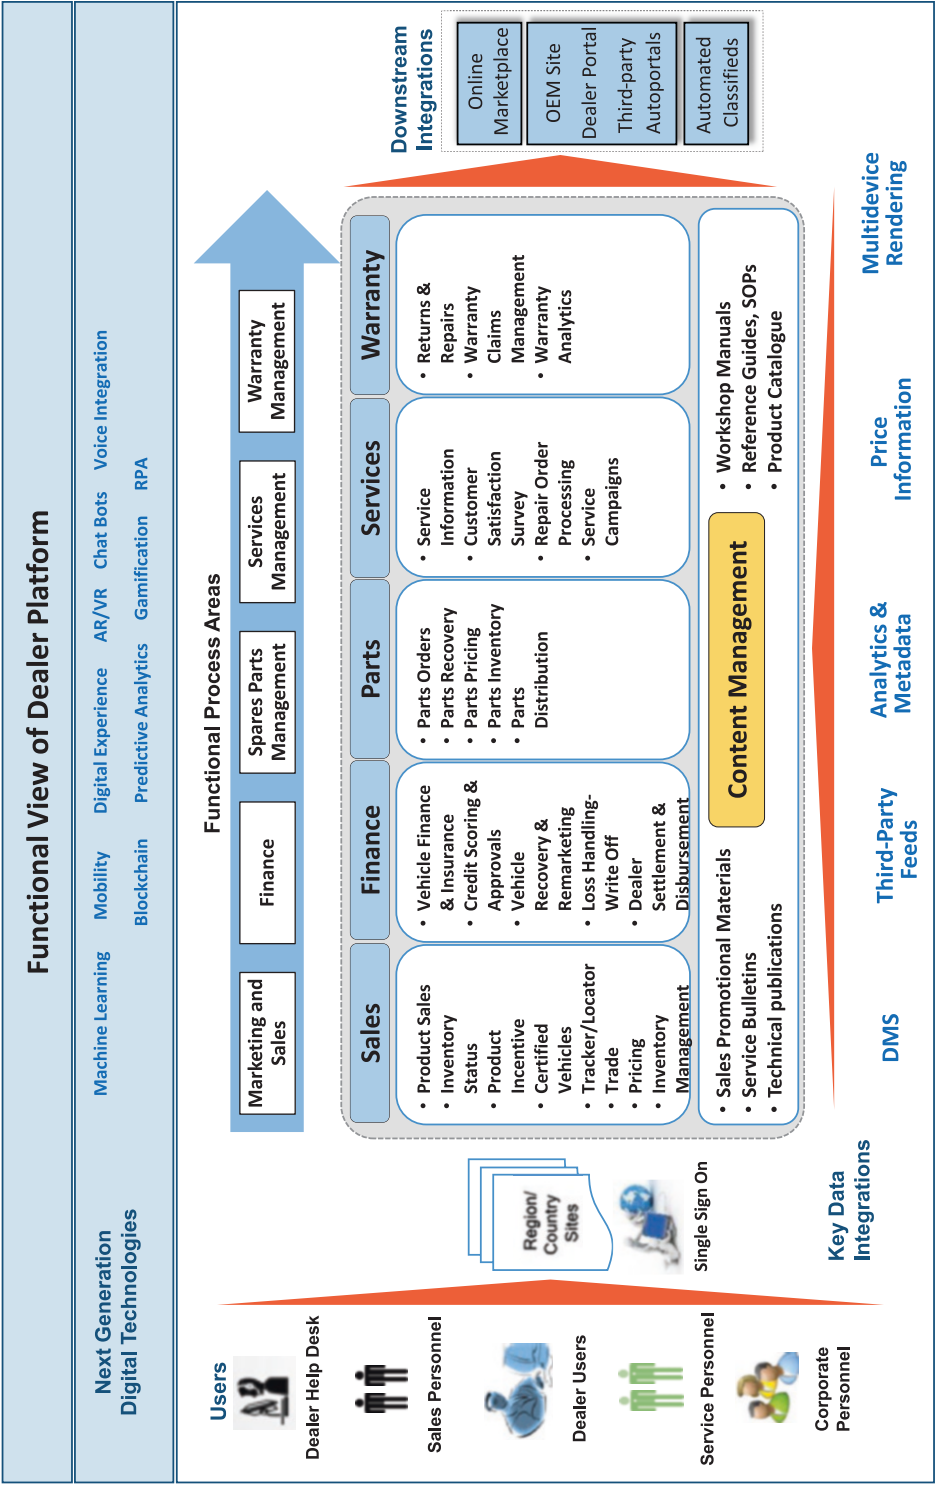 Functional View of Dealer Platform
Next Generation
Digital Technologies
Machine Learning
Mobility
Digital Experience
AR/VR
Chat Bots
Voice Integration
Blockchain
Predictive Analytics
Gamification
RPA
Users
Dealer Help Desk
Sales Personnel
Dealer Users
Service Personnel
Corporate
Personnel
Region/
Country
Sites
Single Sign On
Functional Process Areas
Marketing and
Sales
Finance
Spares Parts
Management
Services
Management
Warranty
Management
Sales
• Product Sales
• Inventory
Status
• Product
Incentive
• Certified
Vehicles
• Tracker/Locator
• Trade
• Pricing
• Inventory
Management
Finance
• Vehicle Finance
& Insurance
• Credit Scoring &
Approvals
• Vehicle
Recovery &
Remarketing
• Loss Handling-
Write Off
• Dealer
Settlement &
Disbursement
Parts
• Parts Orders
• Parts Recovery
• Parts Pricing
• Parts Inventory
• Parts
Distribution
Services
• Service
Information
• Customer
Satisfaction
Survey
• Repair Order
Processing
• Service
Campaigns
Warranty
• Returns &
Repairs
• Warranty
Claims
Management
• Warranty
Analytics
• Sales Promotional Materials
• Service Bulletins
• Technical publications
Content Management
• Workshop Manuals
• Reference Guides, SOPs
• Product Catalogue
Downstream
Integrations
Online
Marketplace
OEM Site
Dealer Portal
Third-party
Autoportals
Automated
Classifieds
Key Data
Integrations
DMS
Third-Party
Feeds
Analytics &
Metadata
Price
Information
Multidevice
Rendering